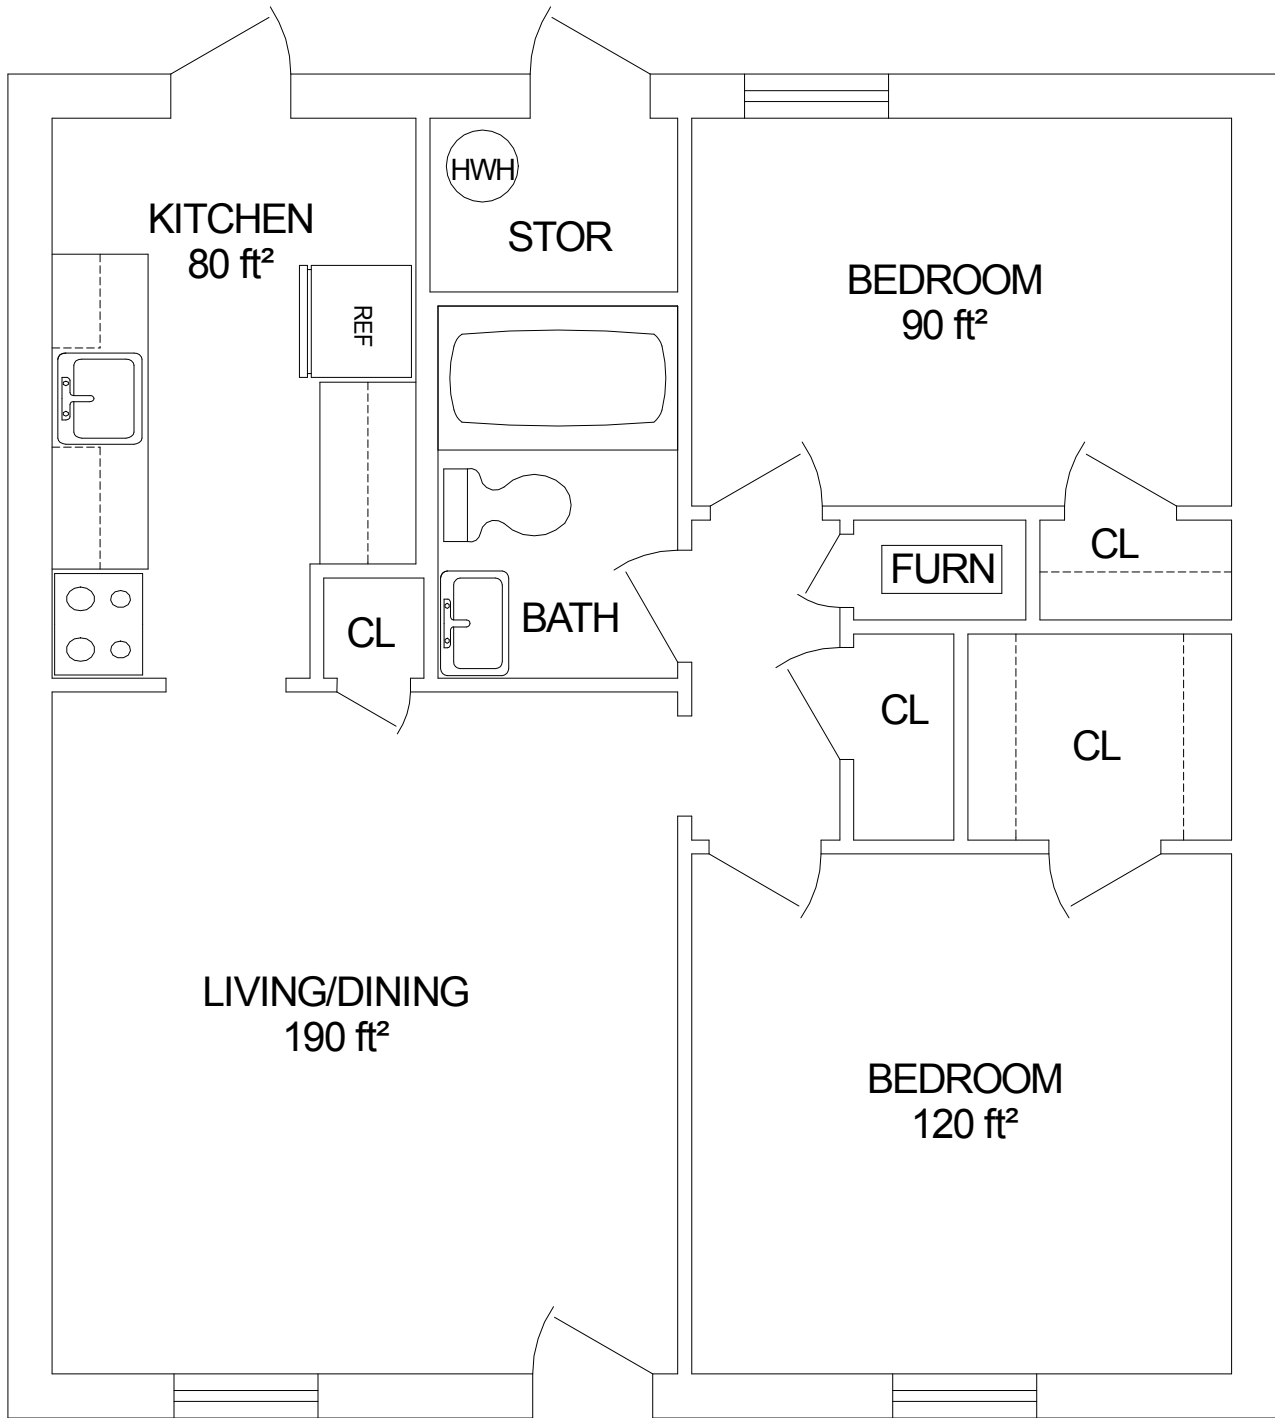 KITCHEN
80 ft²
HWH
STOR
BEDROOM
90 ft²
REF
CL
BATH
FURN
CL
CL
CL
LIVING/DINING
190 ft²
BEDROOM
120 ft²